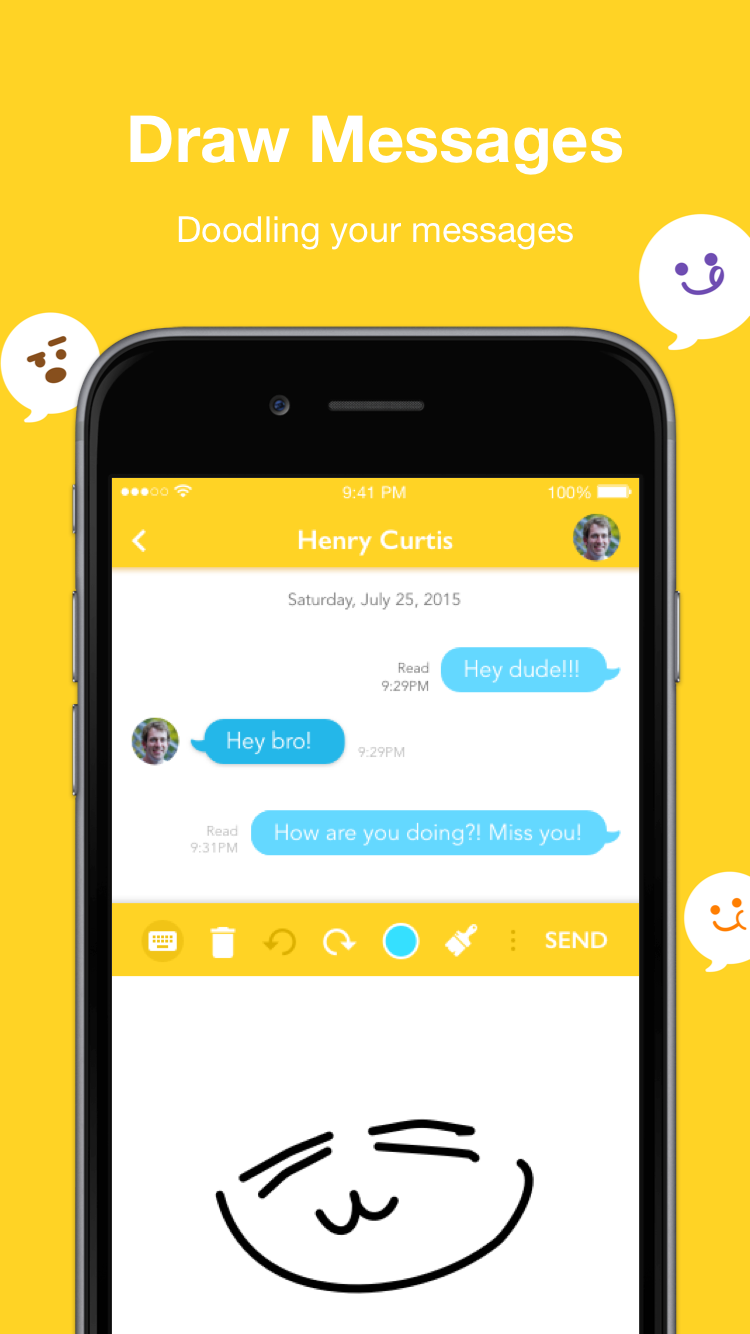 Draw Messages
Doodling your messages
9:41 PM
100%
Henry Curtis
Saturday, July 25, 2015
Read
9:29PM
Hey dude!!!
Hey bro!
9:29PM
Read
9:31PM
How are you doing?! Miss you!
SEND